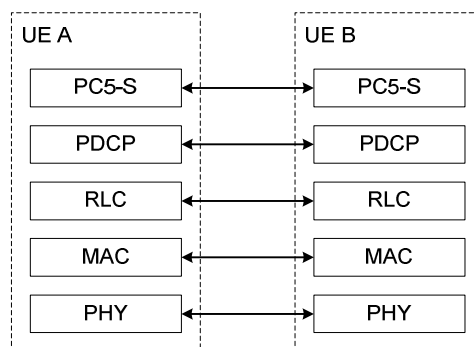 UE A UE B
PC5-S PC5-S
PDCP PDCP
RLC RLC
MAC MAC
PHY PHY